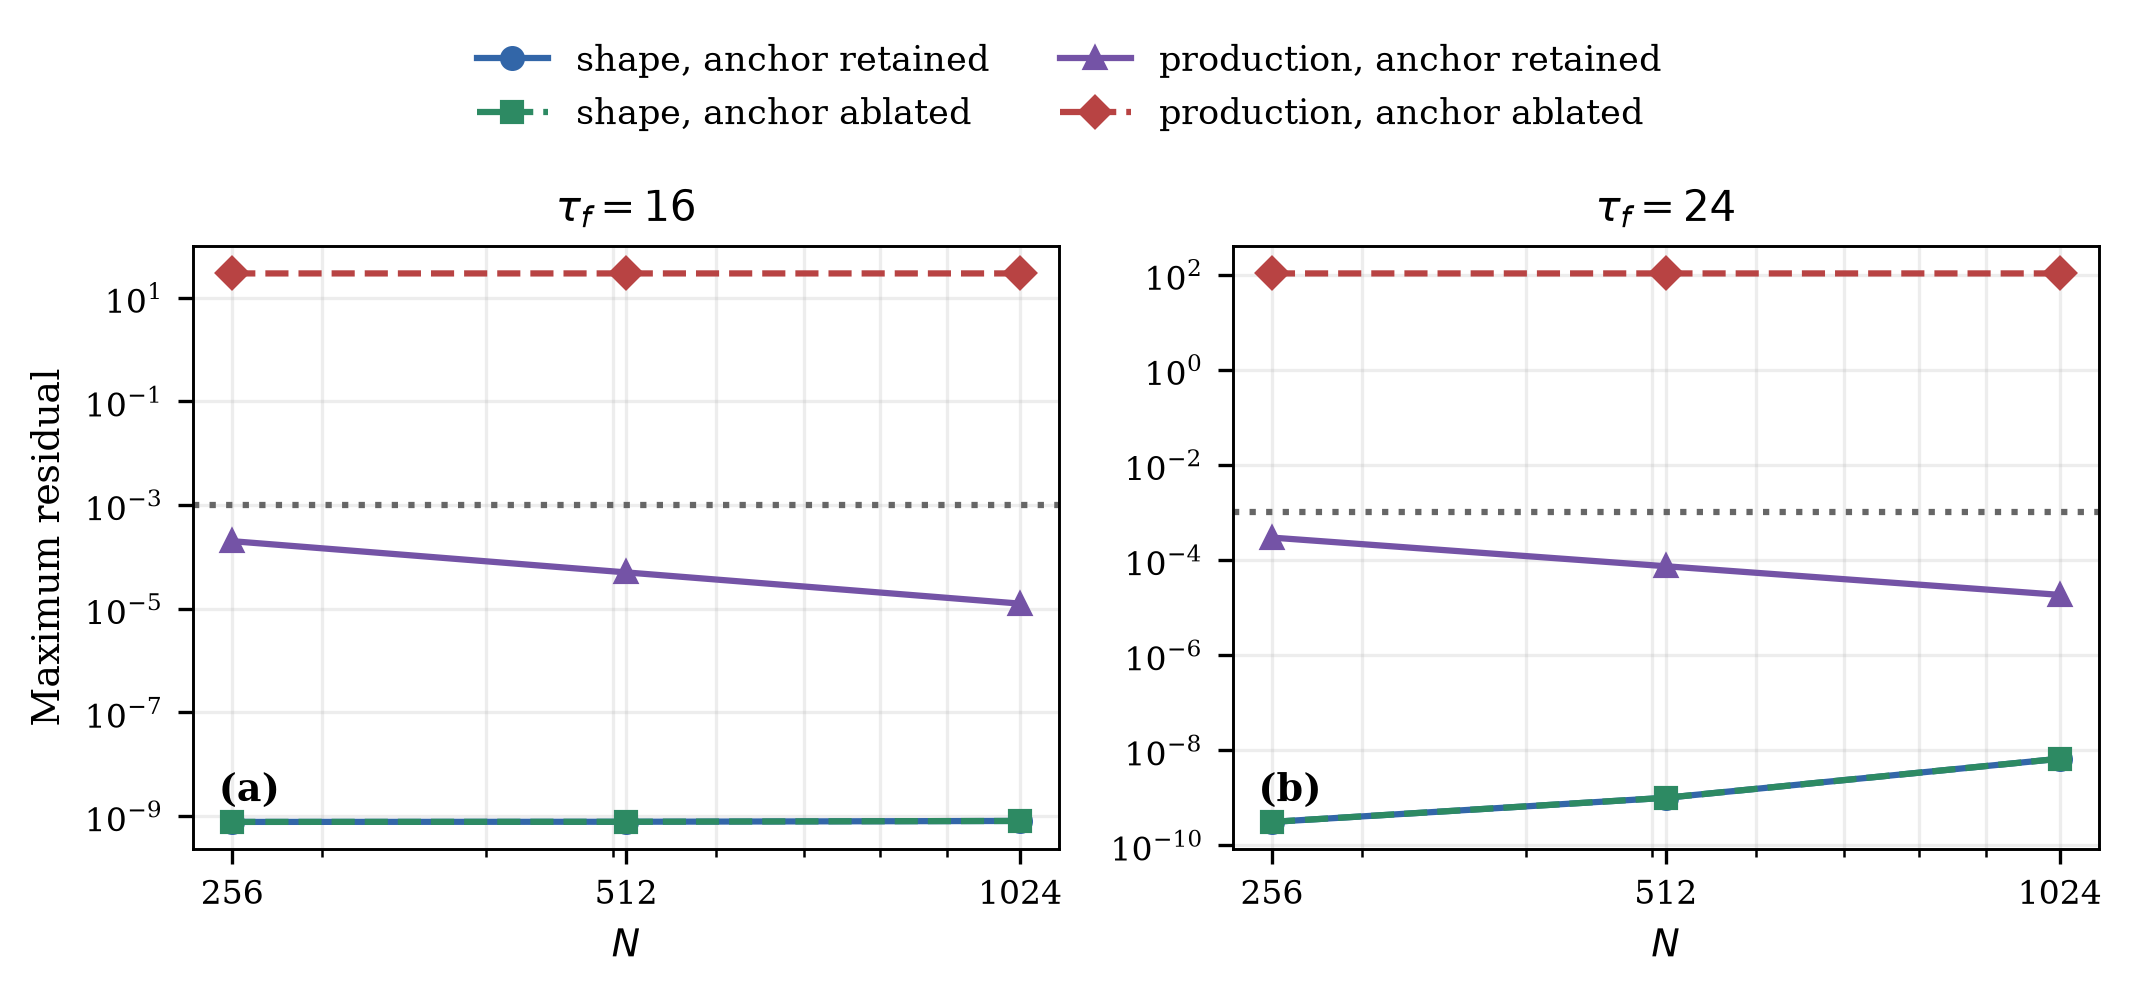 shape, anchor retained
shape, anchor ablated
production, anchor retained
production, anchor ablated
τ_f = 16
Maximum residual
10^1
10^−1
10^−3
10^−5
10^−7
10^−9
(a)
256 512 1024
N
τ_f = 24
10^2
10^0
10^−2
10^−4
10^−6
10^−8
10^−10
(b)
256 512 1024
N